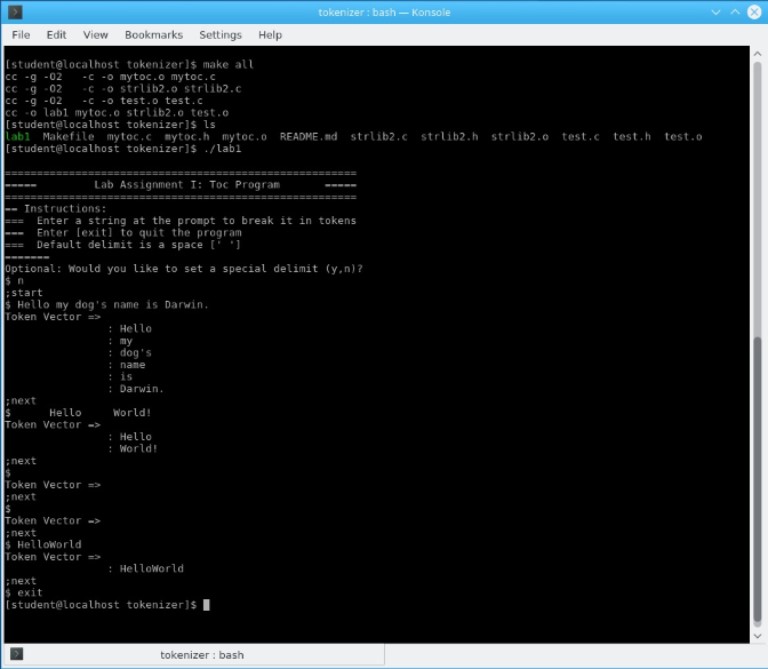 tokenizer : bash — Konsole
File Edit View Bookmarks Settings Help
[student@localhost tokenizer]$ make all
cc -g -O2   -c -o mytoc.o mytoc.c
cc -g -O2   -c -o strlib2.o strlib2.c
cc -g -O2   -c -o test.o test.c
cc -o lab1 mytoc.o strlib2.o test.o
[student@localhost tokenizer]$ ls
lab1  Makefile  mytoc.c  mytoc.h  mytoc.o  README.md  strlib2.c  strlib2.h  strlib2.o  test.c  test.h  test.o
[student@localhost tokenizer]$ ./lab1
=======================================================
=====         Lab Assignment I: Toc Program       =====
=======================================================
== Instructions:
===  Enter a string at the prompt to break it in tokens
===  Enter [exit] to quit the program
===  Default delimit is a space [' ']
=======
Optional: Would you like to set a special delimit (y,n)?
$ n
;start
$ Hello my dog's name is Darwin.
Token Vector =>
                : Hello
                : my
                : dog's
                : name
                : is
                : Darwin.
;next
$      Hello     World!
Token Vector =>
                : Hello
                : World!
;next
$
Token Vector =>
;next
$
Token Vector =>
;next
$ HelloWorld
Token Vector =>
                : HelloWorld
;next
$ exit
[student@localhost tokenizer]$
tokenizer : bash